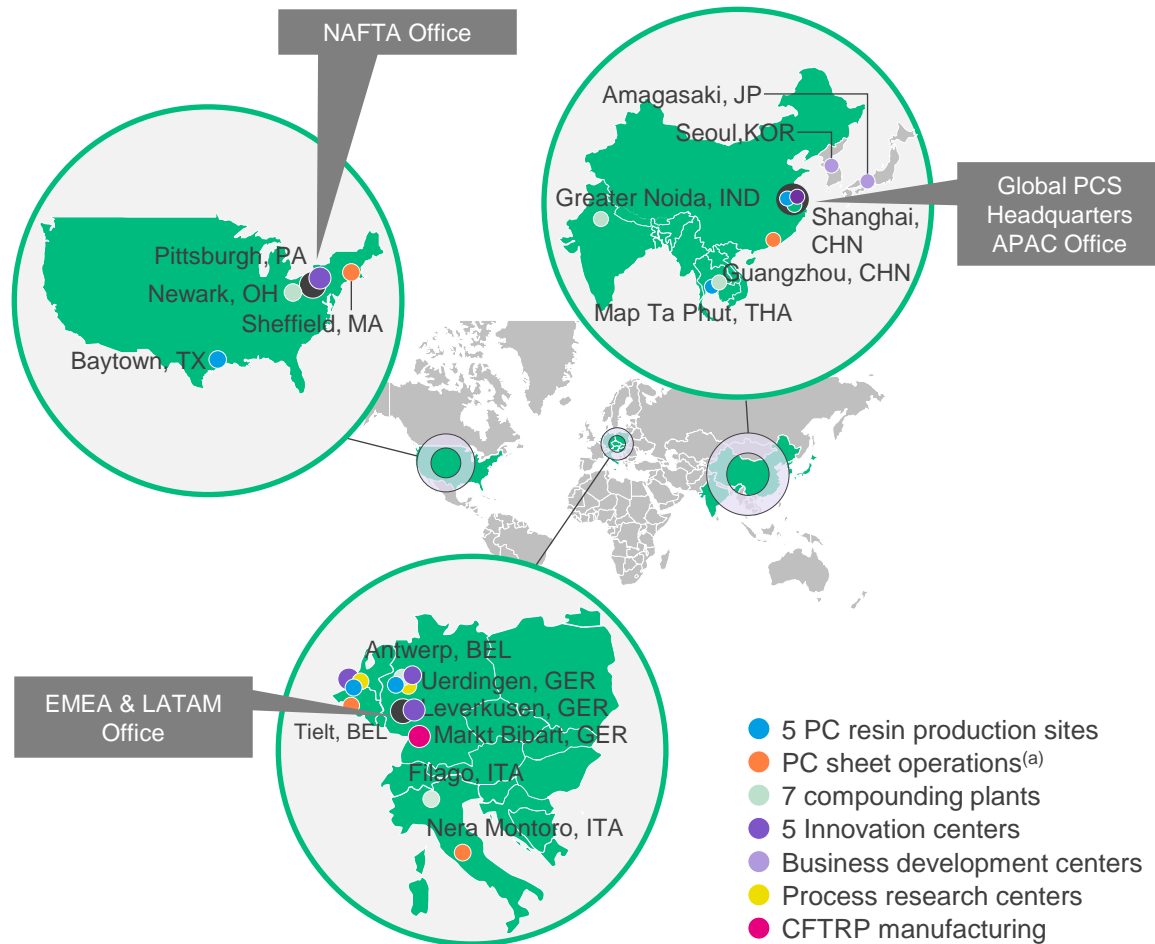 NAFTA Office
Amagasaki, JP
Seoul,KOR
Greater Noida, IND
Global PCS
Headquarters
APAC Office
Shanghai,
CHN
Guangzhou, CHN
Map Ta Phut, THA
Pittsburgh, PA
Newark, OH
Sheffield, MA
Baytown, TX
Antwerp, BEL
Uerdingen, GER
EMEA & LATAM
Office
Leverkusen, GER
Tielt, BEL
Markt Bibart, GER
Filago, ITA
Nera Montoro, ITA
5 PC resin production sites
PC sheet operations(a)
7 compounding plants
5 Innovation centers
Business development centers
Process research centers
CFTRP manufacturing